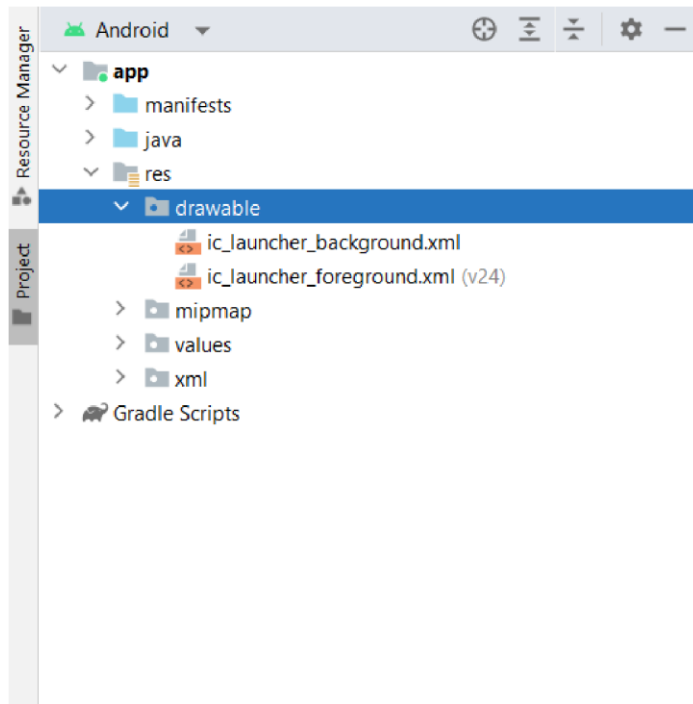 Resource Manager
Project
Android
app
manifests
java
res
drawable
ic_launcher_background.xml
ic_launcher_foreground.xml (v24)
mipmap
values
xml
Gradle Scripts